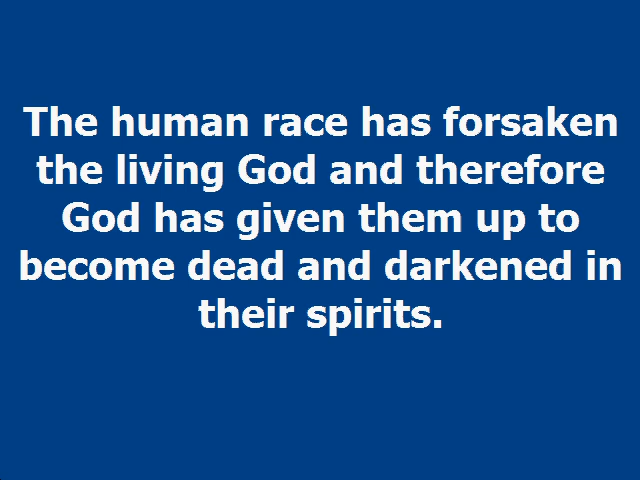 The human race has forsaken
the living God and therefore
God has given them up to
become dead and darkened in
their spirits.